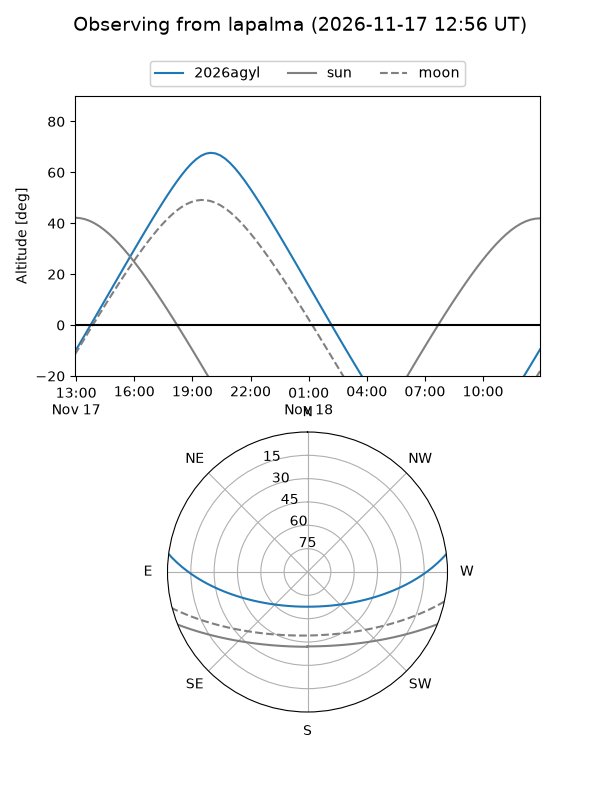 Observing from lapalma (2026-11-17 12:56 UT)
2026agyl sun moon
Altitude [deg]
80
60
40
20
0
−20
13:00 16:00 19:00 22:00 01:00 04:00 07:00 10:00
Nov 17 Nov 18
N
NE NW
15
30
45
60
75
E W
SE SW
S